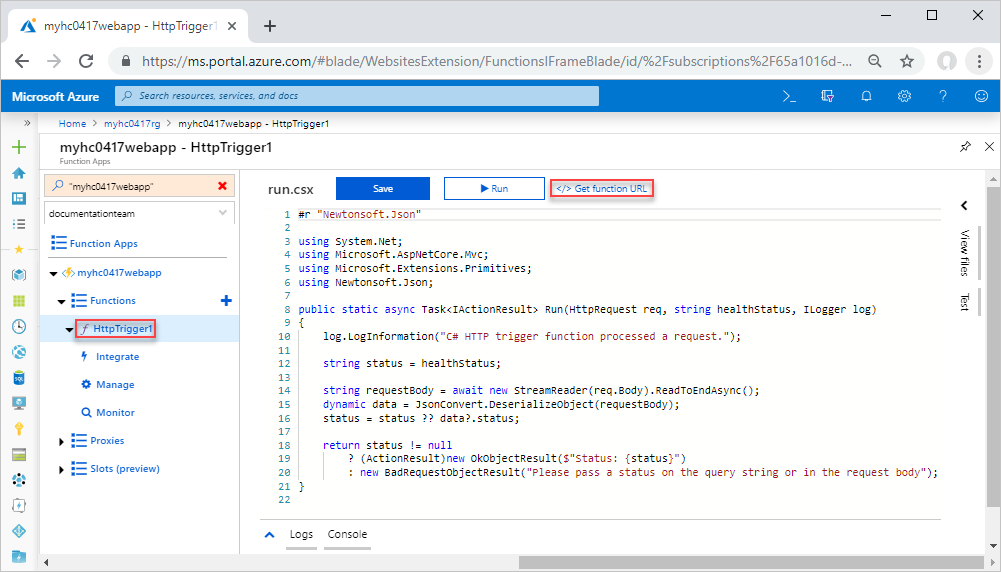 myhc0417webapp - HttpTrigger1
https://ms.portal.azure.com/#blade/WebsitesExtension/FunctionsIFrameBlade/id/%2Fsubscriptions%2F65a1016d-...
Microsoft Azure
Search resources, services, and docs
Home > myhc0417rg > myhc0417webapp - HttpTrigger1
myhc0417webapp - HttpTrigger1
Function Apps
"myhc0417webapp"
documentationteam
Function Apps
myhc0417webapp
Functions
HttpTrigger1
Integrate
Manage
Monitor
Proxies
Slots (preview)
run.csx
Save
Run
</> Get function URL
1 #r "Newtonsoft.Json"
2
3 using System.Net;
4 using Microsoft.AspNetCore.Mvc;
5 using Microsoft.Extensions.Primitives;
6 using Newtonsoft.Json;
7
8 public static async Task<IActionResult> Run(HttpRequest req, string healthStatus, ILogger log)
9 {
10 log.LogInformation("C# HTTP trigger function processed a request.");
11
12 string status = healthStatus;
13
14 string requestBody = await new StreamReader(req.Body).ReadToEndAsync();
15 dynamic data = JsonConvert.DeserializeObject(requestBody);
16 status = status ?? data?.status;
17
18 return status != null
19 ? (ActionResult)new OkObjectResult($"Status: {status}")
20 : new BadRequestObjectResult("Please pass a status on the query string or in the request body");
21 }
22
View files
Test
Logs
Console